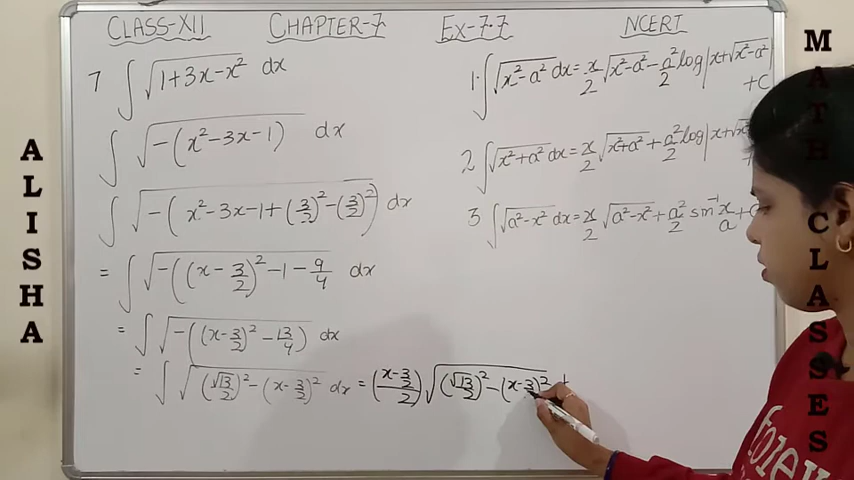 CLASS-XII CHAPTER-7 EX-7.7 NCERT
7 ∫ √(1+3x-x²) dx
∫ √(-(x²-3x-1)) dx
∫ √(-(x²-3x-1+(3/2)²-(3/2)²)) dx
= ∫ √(-((x-3/2)²-1-9/4)) dx
= ∫ √(-((x-3/2)²-13/4)) dx
= ∫ √((√13/2)²-(x-3/2)²) dx = ((x-3/2)/2) √((√13/2)²-(x-3/2)²) +
1. ∫ √(x²-a²) dx = x/2 √(x²-a²) - a²/2 log|x+√(x²-a²)| +C
2 ∫ √(x²+a²) dx = x/2 √(x²+a²) + a²/2 log|x+√x²
3 ∫ √(a²-x²) dx = x/2 √(a²-x²) + a²/2 sin⁻¹ x/a +
ALISHA
MATH CLASSES